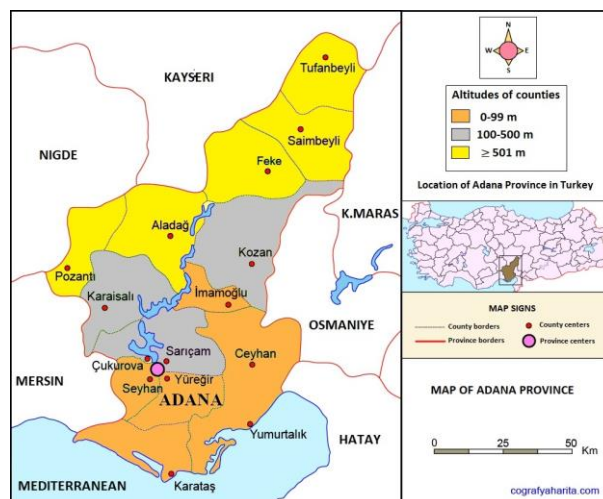 KAYSERI
Tufanbeyli
Saimbeyli
NIGDE
Feke
K.MARAS
Aladağ
Kozan
Pozantı
Karaisalı
İmamoğlu
OSMANIYE
Sarıçam
Çukurova
Ceyhan
MERSIN
Seyhan
Yüreğir
ADANA
Yumurtalık
HATAY
MEDITERRANEAN
Karataş
N
W
E
S
Altitudes of counties
0-99 m
100-500 m
≥ 501 m
Location of Adana Province in Turkey
MAP SIGNS
County borders
County centers
Province borders
Province centers
MAP OF ADANA PROVINCE
0
25
50
Km
cografyaharita.com